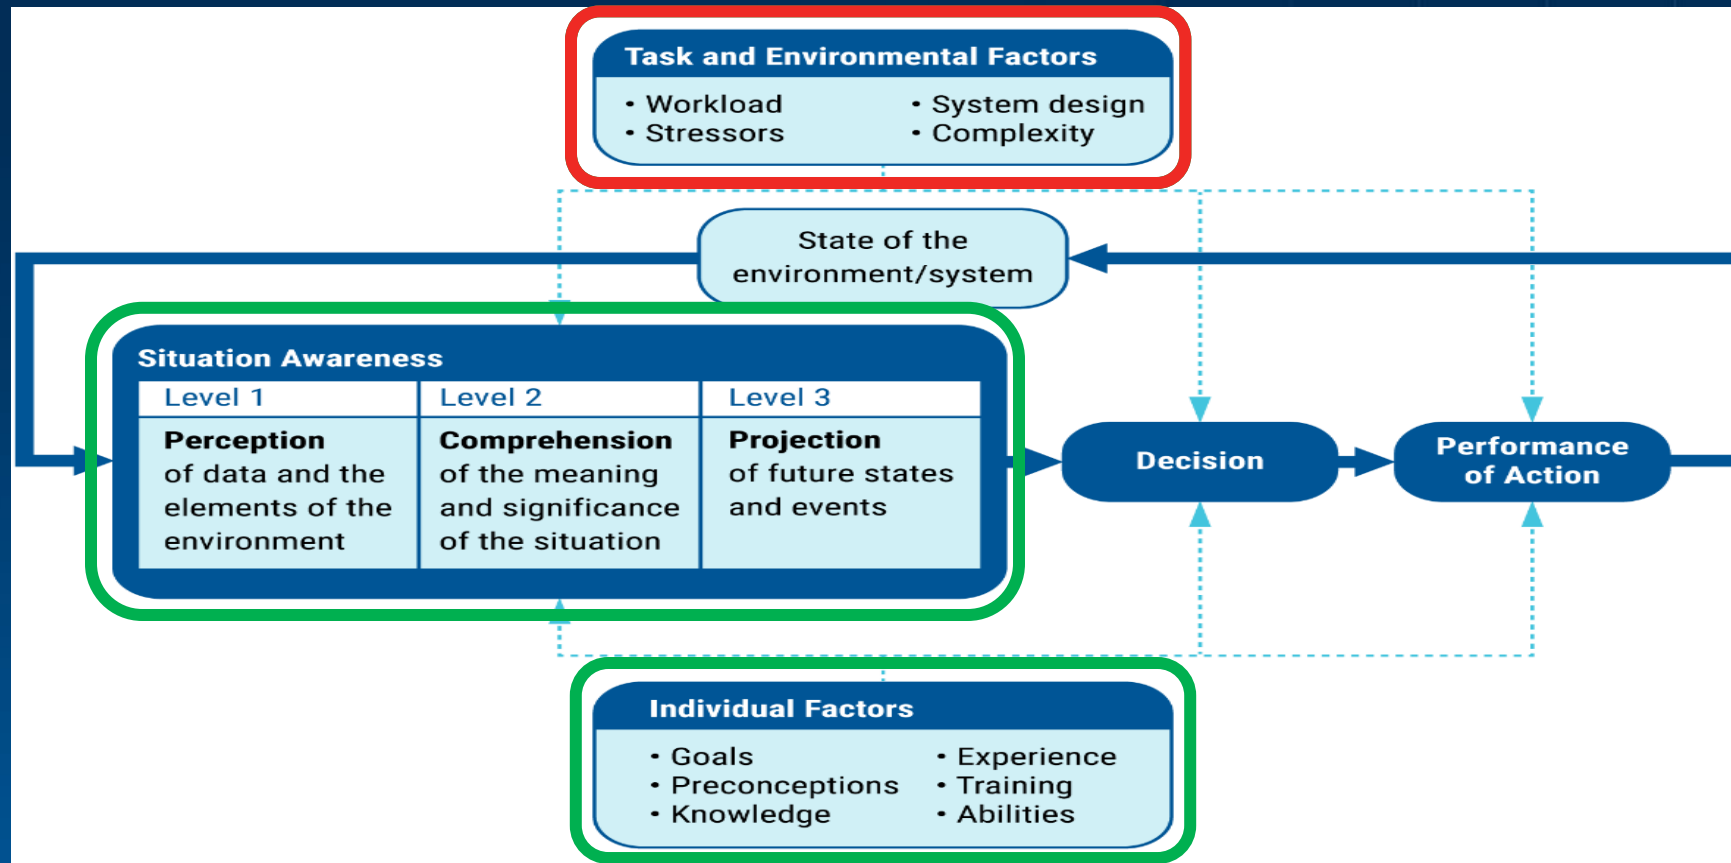 Task and Environmental Factors
• Workload
• Stressors
• System design
• Complexity
State of the
environment/system
Situation Awareness
Level 1
Perception
of data and the
elements of the
environment
Level 2
Comprehension
of the meaning
and significance
of the situation
Level 3
Projection
of future states
and events
Decision
Performance
of Action
Individual Factors
• Goals
• Preconceptions
• Knowledge
• Experience
• Training
• Abilities